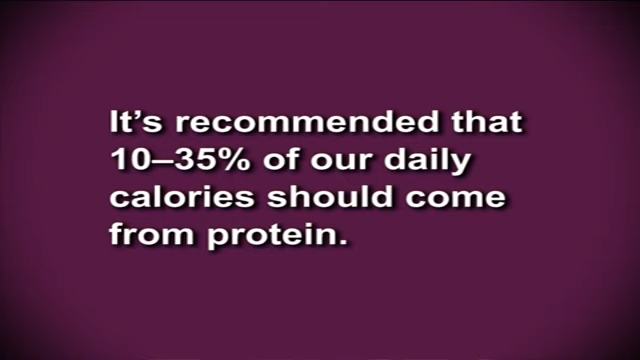 It’s recommended that
10–35% of our daily
calories should come
from protein.